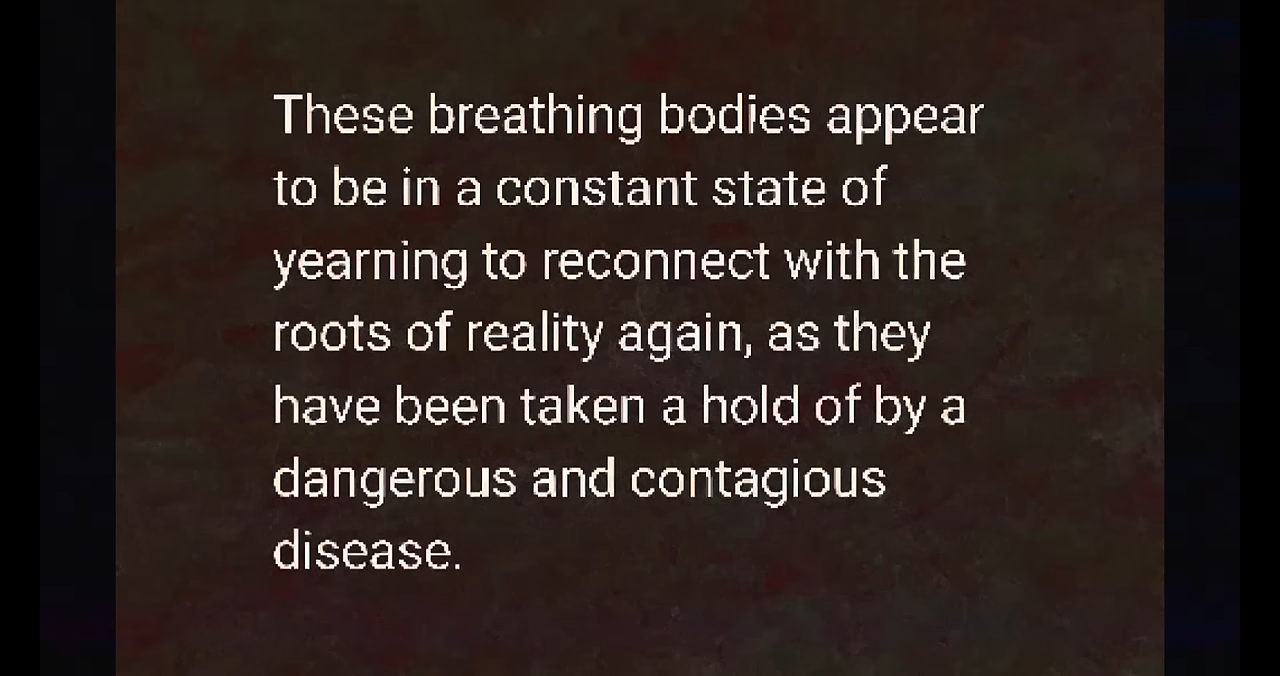 These breathing bodies appear
to be in a constant state of
yearning to reconnect with the
roots of reality again, as they
have been taken a hold of by a
dangerous and contagious
disease.